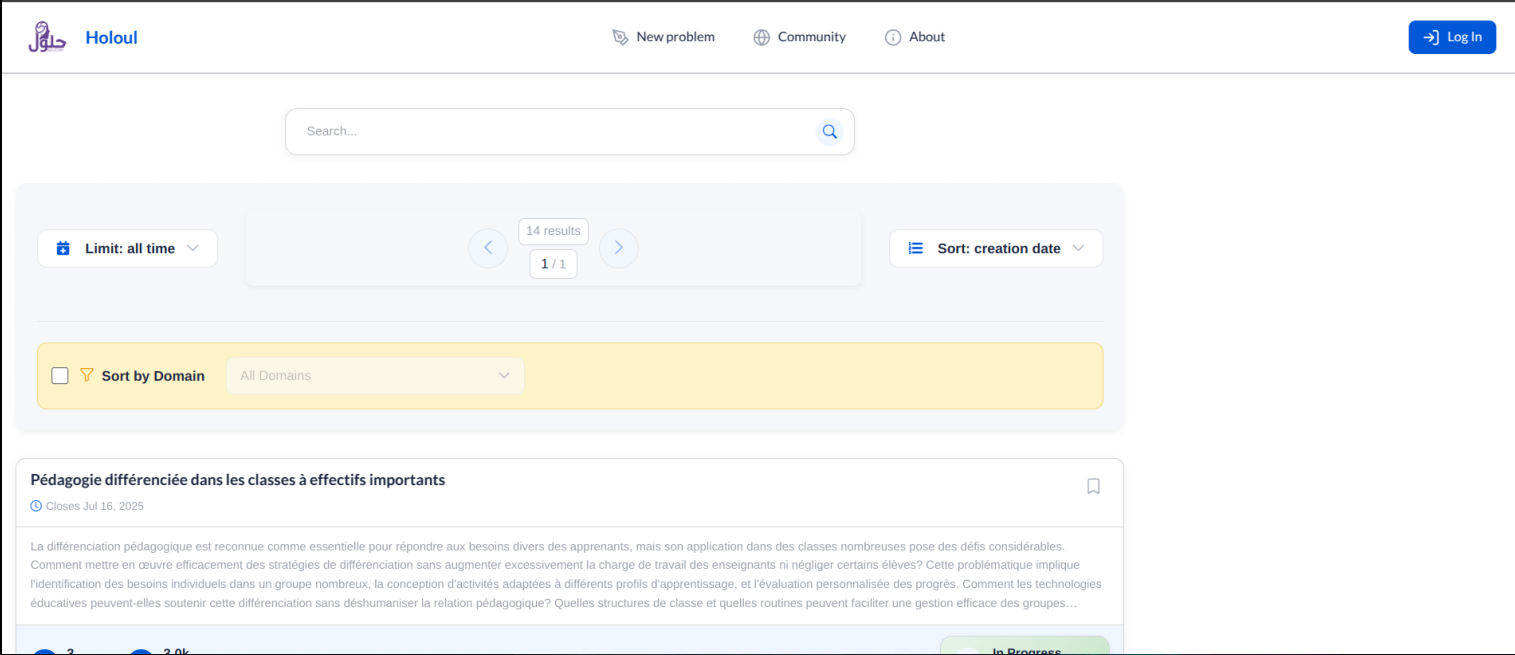 حلول
Holoul
New problem
Community
About
Log In
Search...
Limit: all time
14 results
1 / 1
Sort: creation date
Sort by Domain
All Domains
Pédagogie différenciée dans les classes à effectifs importants
Closes Jul 16, 2025
La différenciation pédagogique est reconnue comme essentielle pour répondre aux besoins divers des apprenants, mais son application dans des classes nombreuses pose des défis considérables.
Comment mettre en œuvre efficacement des stratégies de différenciation sans augmenter excessivement la charge de travail des enseignants ni négliger certains élèves? Cette problématique implique
l'identification des besoins individuels dans un groupe nombreux, la conception d'activités adaptées à différents profils d'apprentissage, et l'évaluation personnalisée des progrès. Comment les technologies
éducatives peuvent-elles soutenir cette différenciation sans déshumaniser la relation pédagogique? Quelles structures de classe et quelles routines peuvent faciliter une gestion efficace des groupes…
3
3.0k
In Progress